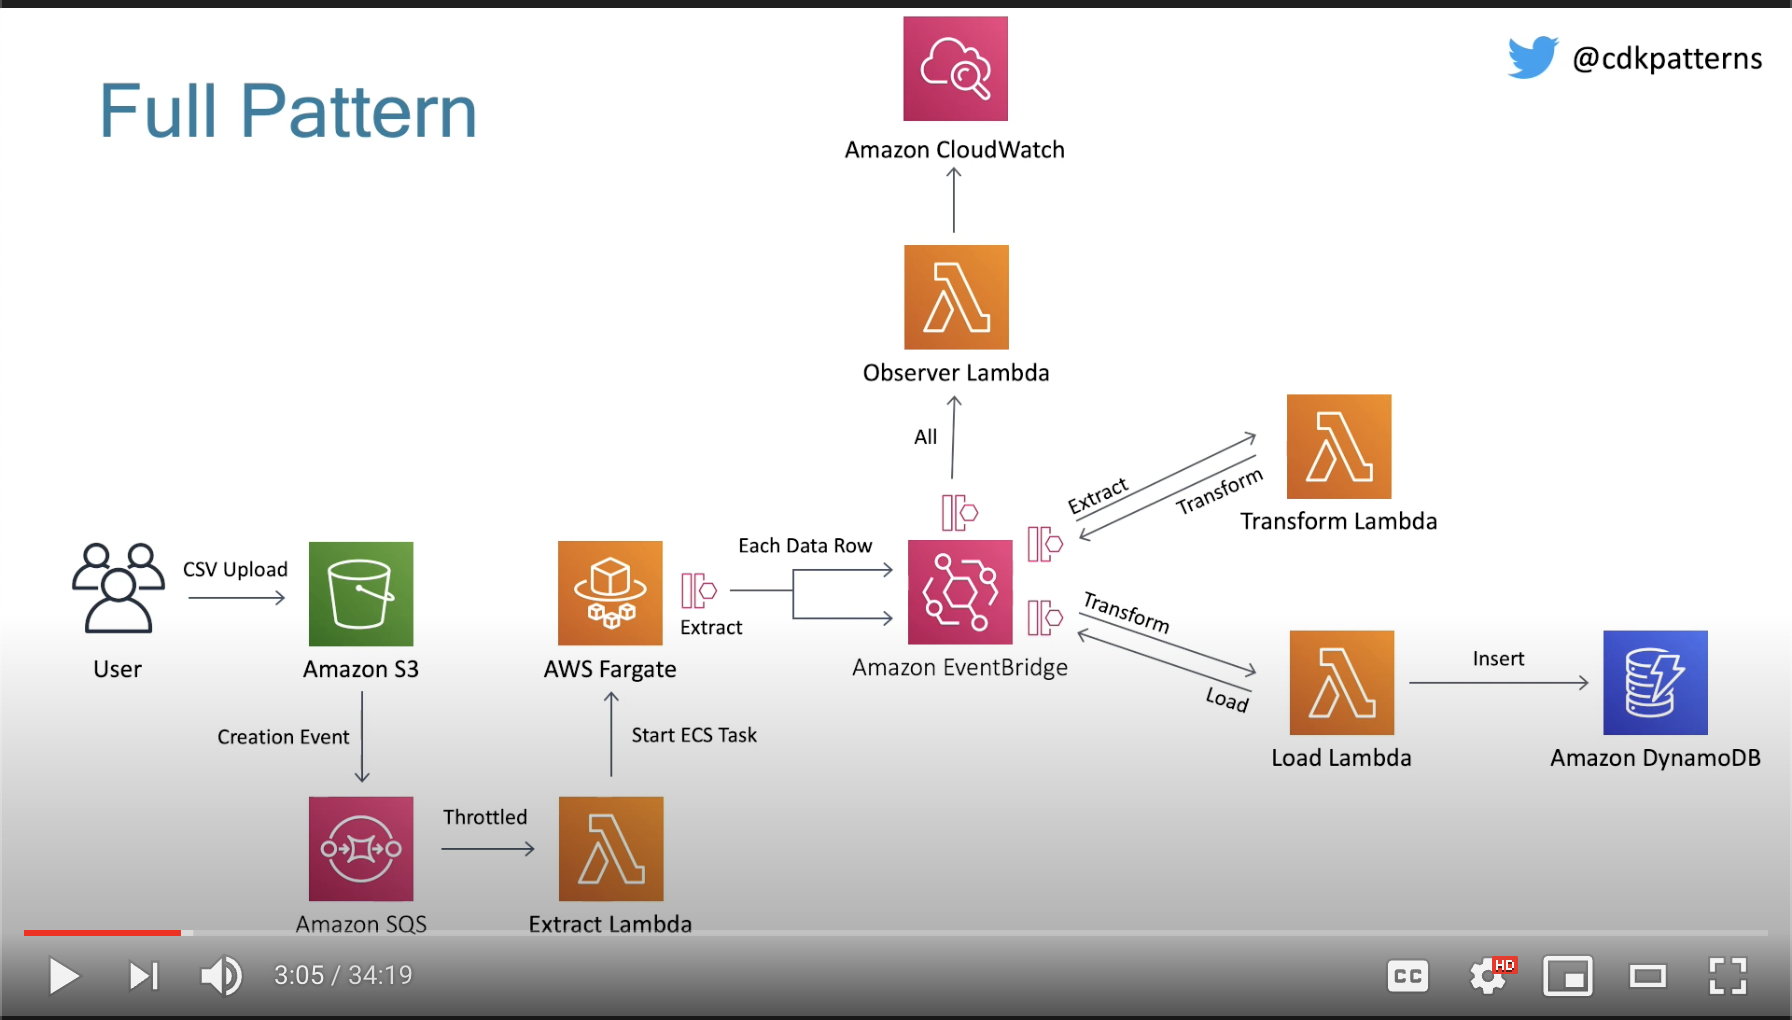 Full Pattern
@cdkpatterns
Amazon CloudWatch
Observer Lambda
All
Extract
Transform
Transform Lambda
CSV Upload
Each Data Row
Extract
User
Amazon S3
AWS Fargate
Amazon EventBridge
Transform
Load
Insert
Creation Event
Start ECS Task
Load Lambda
Amazon DynamoDB
Throttled
Amazon SQS
Extract Lambda
3:05 / 34:19
CC
HD